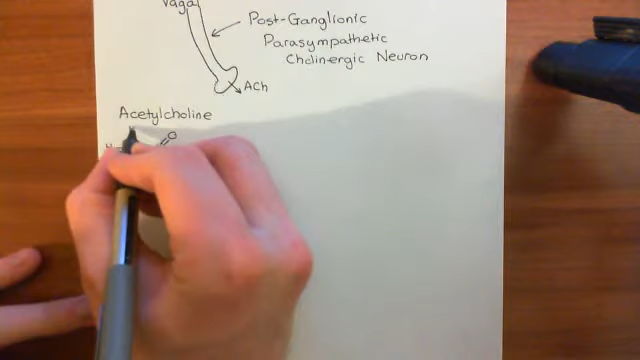 Vagal
Post-Ganglionic
Parasympathetic
Cholinergic Neuron
ACh
Acetylcholine
O